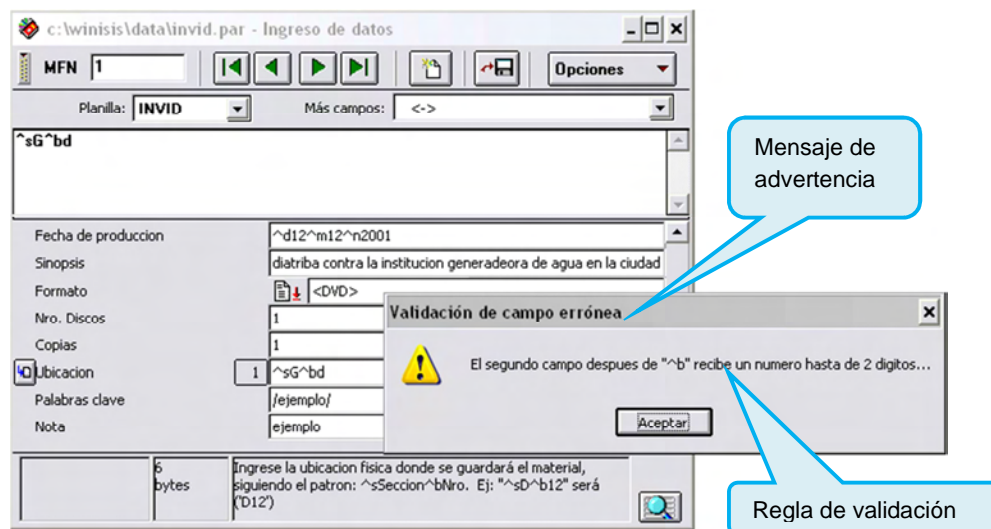 c:\winisis\data\invid.par - Ingreso de datos
MFN 1 Opciones
Planilla: INVID Más campos: <->
^sG^bd
Mensaje de
advertencia
Fecha de produccion ^d12^m12^n2001
Sinopsis diatriba contra la institucion generadeora de agua en la ciudad
Formato <DVD>
Nro. Discos 1
Copias 1
Ubicacion 1 ^sG^bd
Palabras clave /ejemplo/
Nota ejemplo
Validación de campo errónea
El segundo campo despues de "^b" recibe un numero hasta de 2 digitos...
Aceptar
6
bytes
Ingrese la ubicacion fisica donde se guardará el material,
siguiendo el patron: ^sSeccion^bNro. Ej: "^sD^b12" será
('D12')
Regla de validación